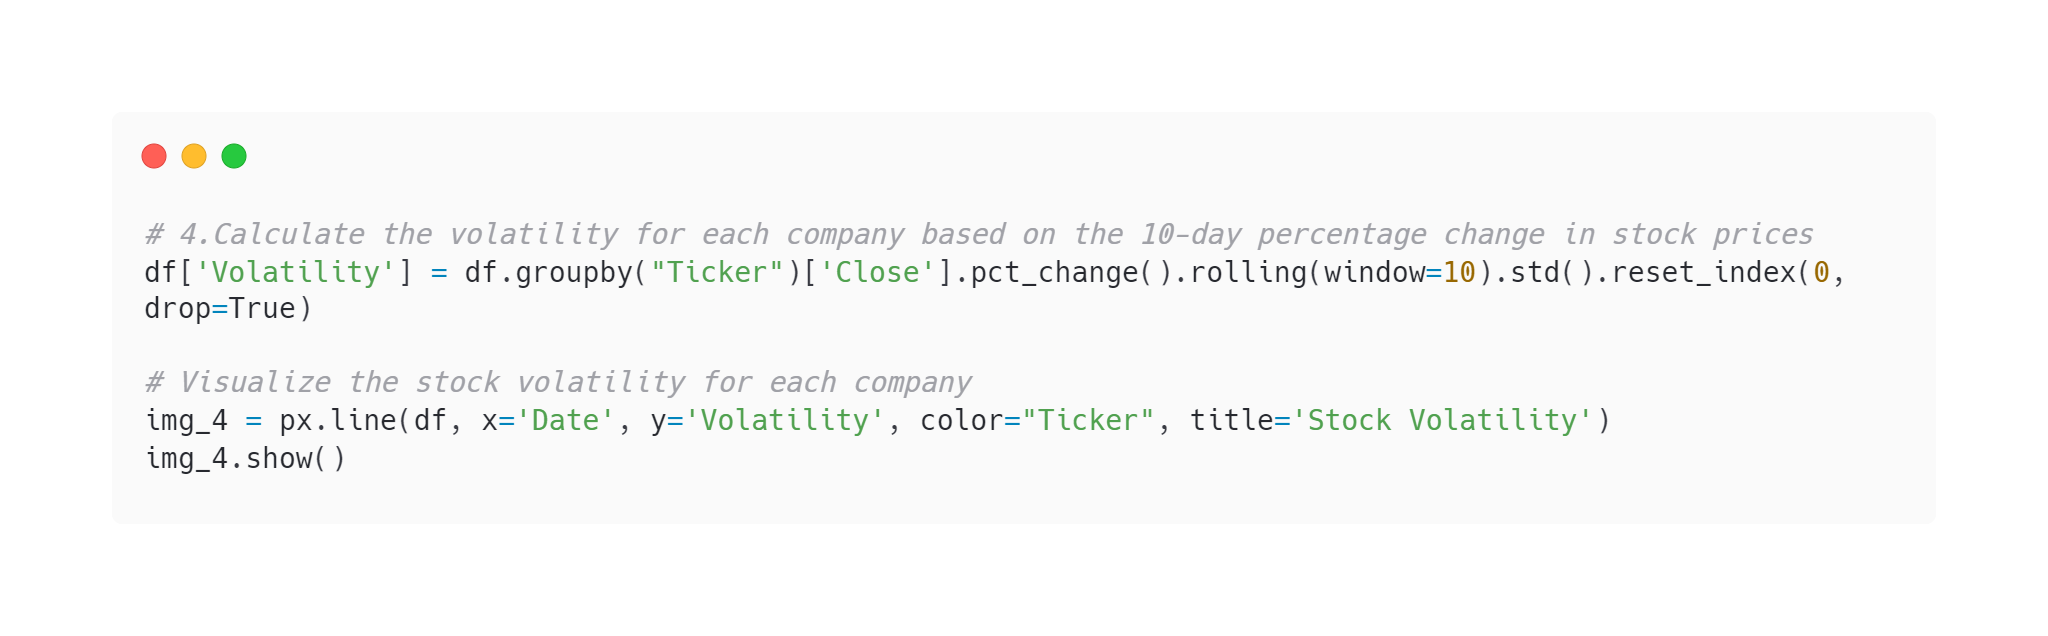 # 4.Calculate the volatility for each company based on the 10-day percentage change in stock prices
df['Volatility'] = df.groupby("Ticker")['Close'].pct_change().rolling(window=10).std().reset_index(0,
drop=True)
# Visualize the stock volatility for each company
img_4 = px.line(df, x='Date', y='Volatility', color="Ticker", title='Stock Volatility')
img_4.show()